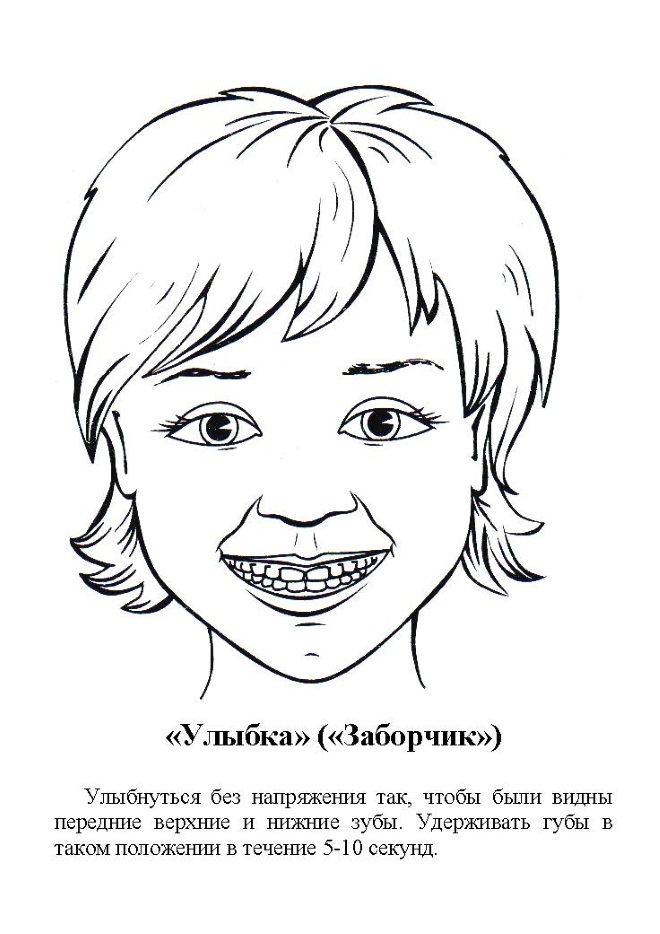 «Улыбка» («Заборчик»)
Улыбнуться без напряжения так, чтобы были видны
передние верхние и нижние зубы. Удерживать губы в
таком положении в течение 5-10 секунд.